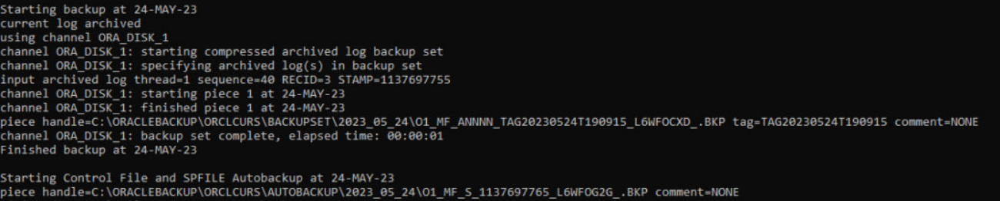 Starting backup at 24-MAY-23
current log archived
using channel ORA_DISK_1
channel ORA_DISK_1: starting compressed archived log backup set
channel ORA_DISK_1: specifying archived log(s) in backup set
input archived log thread=1 sequence=40 RECID=3 STAMP=1137697755
channel ORA_DISK_1: starting piece 1 at 24-MAY-23
channel ORA_DISK_1: finished piece 1 at 24-MAY-23
piece handle=C:\ORACLEBACKUP\ORCLCURS\BACKUPSET\2023_05_24\O1_MF_ANNNN_TAG20230524T190915_L6WFOCXD_.BKP tag=TAG20230524T190915 comment=NONE
channel ORA_DISK_1: backup set complete, elapsed time: 00:00:01
Finished backup at 24-MAY-23
Starting Control File and SPFILE Autobackup at 24-MAY-23
piece handle=C:\ORACLEBACKUP\ORCLCURS\AUTOBACKUP\2023_05_24\O1_MF_S_1137697765_L6WFOG2G_.BKP comment=NONE